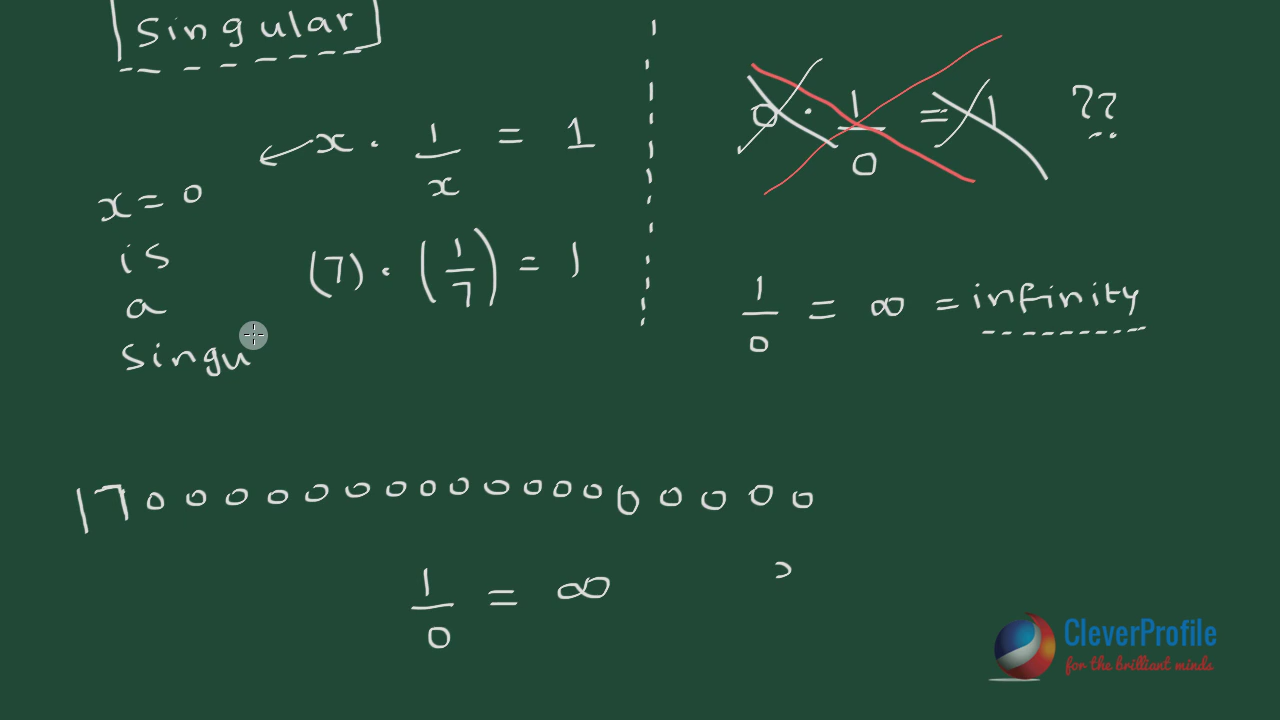 Singular
x . 1/x = 1
x = 0
is
a
Singu
(7) . (1/7) = 1
0 . 1/0 = 1 ??
1/0 = ∞ = infinity
17000000000000000000
1/0 = ∞
CleverProfile
for the brilliant minds